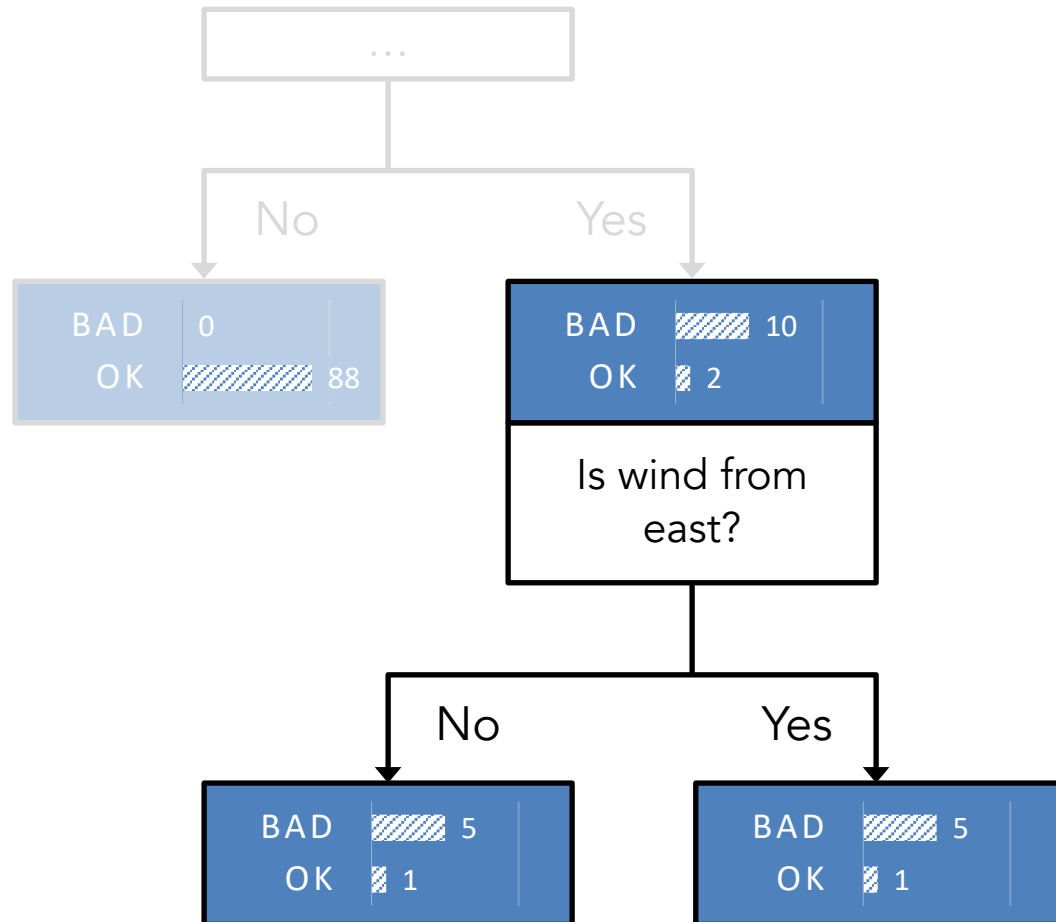 ...
No
Yes
BAD 0
OK 88
BAD 10
OK 2
Is wind from
east?
No
Yes
BAD 5
OK 1
BAD 5
OK 1